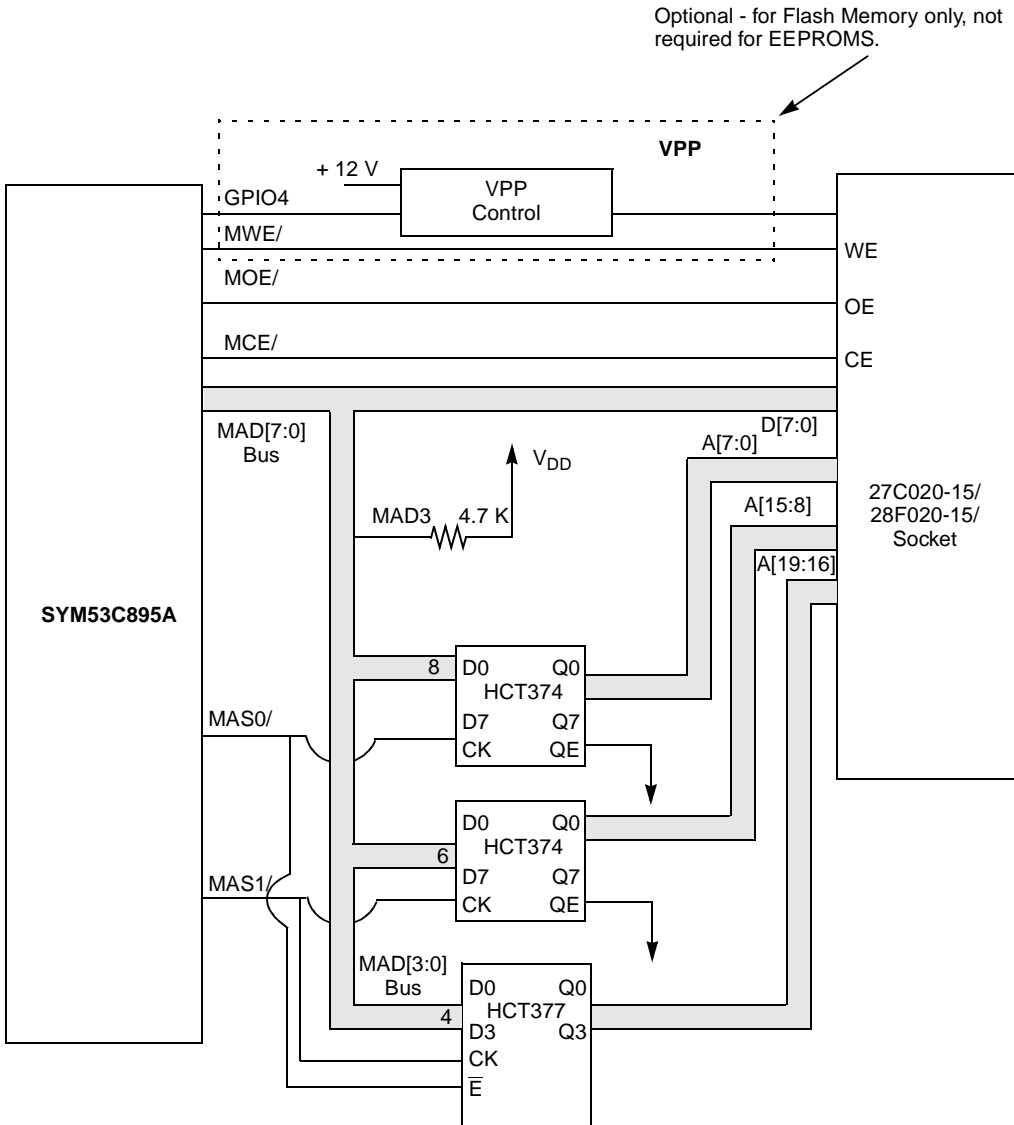 Optional - for Flash Memory only, not
required for EEPROMS.
VPP
+ 12 V
VPP
Control
GPIO4
MWE/
WE
MOE/
OE
MCE/
CE
MAD[7:0]
Bus
D[7:0]
A[7:0]
VDD
MAD3 4.7 K
A[15:8]
27C020-15/
28F020-15/
Socket
A[19:16]
SYM53C895A
8 D0 Q0
HCT374
D7 Q7
CK QE
MAS0/
D0 Q0
HCT374
6
D7 Q7
CK QE
MAS1/
MAD[3:0]
Bus
D0 Q0
HCT377
4
D3 Q3
CK
E